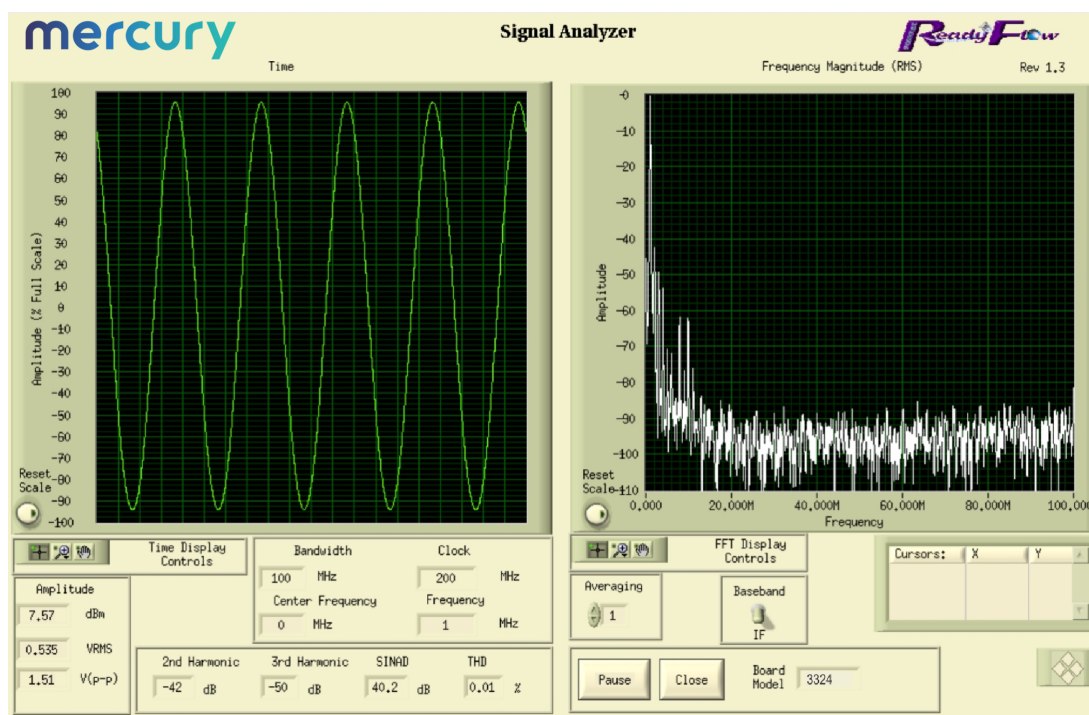 mercury
Signal Analyzer
ReadyFlow
Time
Frequency Magnitude (RMS)
Rev 1.3
100
90
80
70
60
50
40
30
20
10
0
-10
-20
-30
-40
-50
-60
-70
-80
-90
-100
Amplitude (% Full Scale)
Reset
Scale
-0
-10
-20
-30
-40
-50
-60
-70
-80
-90
-100
-110
Amplitude
Reset
Scale
0,000
20,000M
40,000M
60,000M
80,000M
100,000
Frequency
Time Display
Controls
Amplitude
7.57 dBm
0.535 VRMS
1.51 V(p-p)
Bandwidth
100 MHz
Clock
200 MHz
Center Frequency
0 MHz
Frequency
1 MHz
2nd Harmonic
-42 dB
3rd Harmonic
-50 dB
SINAD
40.2 dB
THD
0.01 %
FFT Display
Controls
Averaging
1
Baseband
IF
Cursors: X Y
Pause
Close
Board
Model 3324